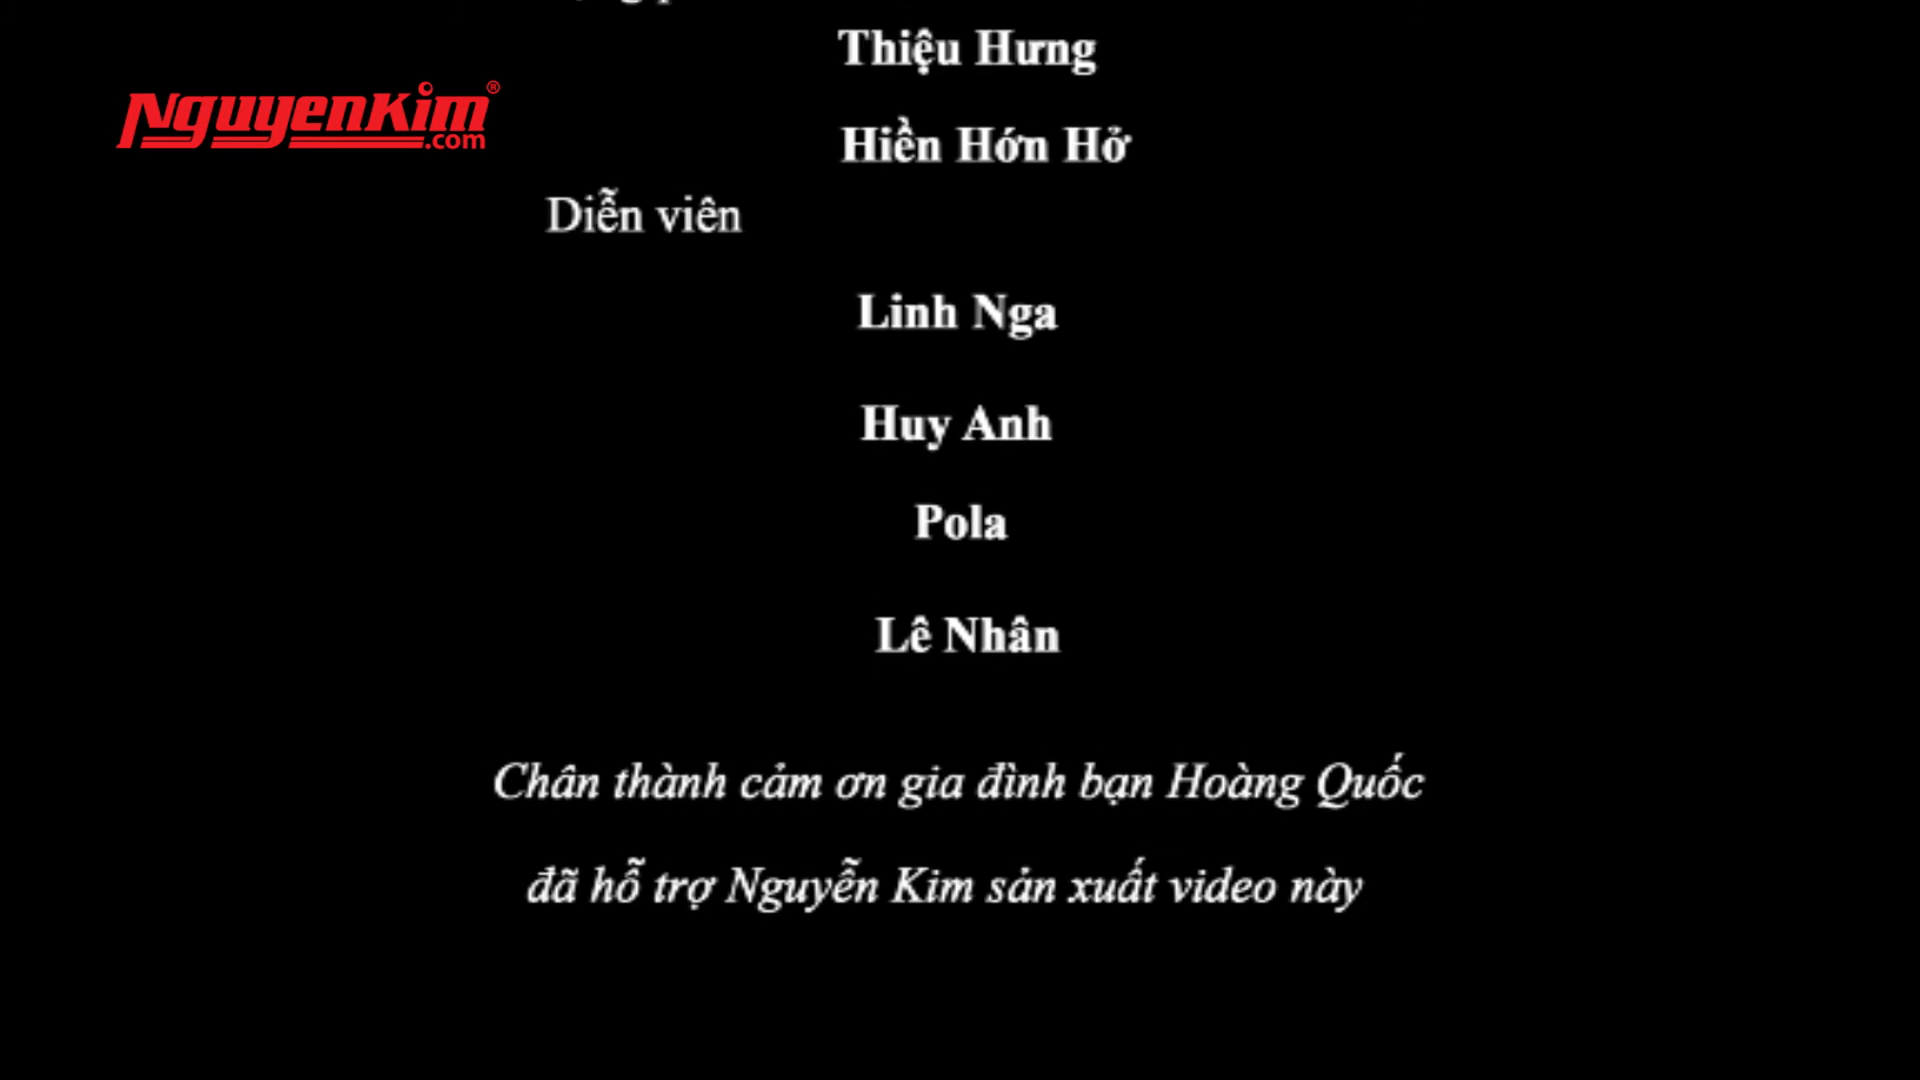 Thiệu Hưng
NguyenKim®
.com
Hiền Hớn Hở
Diễn viên
Linh Nga
Huy Anh
Pola
Lê Nhân
Chân thành cảm ơn gia đình bạn Hoàng Quốc
đã hỗ trợ Nguyễn Kim sản xuất video này